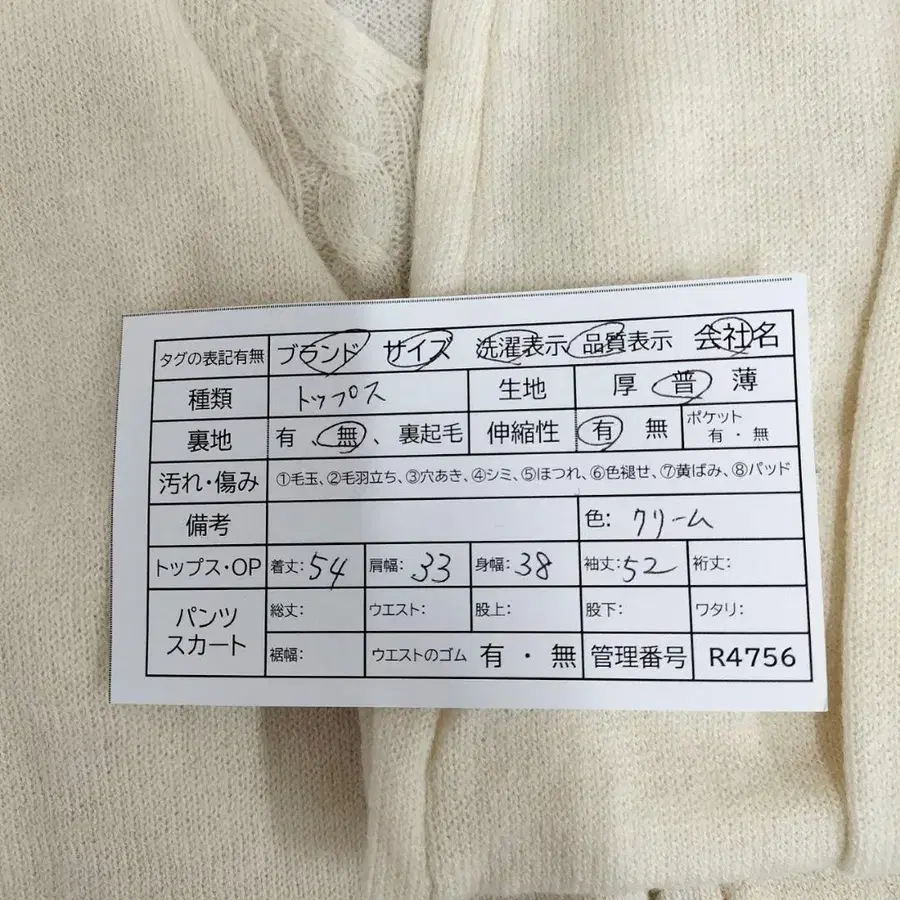 タグの表記有無 ブランド サイズ 洗濯表示 品質表示 会社名
種類 トップス 生地 厚 普 薄
裏地 有、無、裏起毛 伸縮性 有 無 ポケット 有・無
汚れ・傷み ①毛玉、②毛羽立ち、③穴あき、④シミ、⑤ほつれ、⑥色褪せ、⑦黄ばみ、⑧パッド
備考 色: クリーム
トップス・OP 着丈:54 肩幅:33 身幅:38 袖丈:52 裄丈:
パンツ スカート 総丈: ウエスト: 股上: 股下: ワタリ:
裾幅: ウエストのゴム 有・無 管理番号 R4756